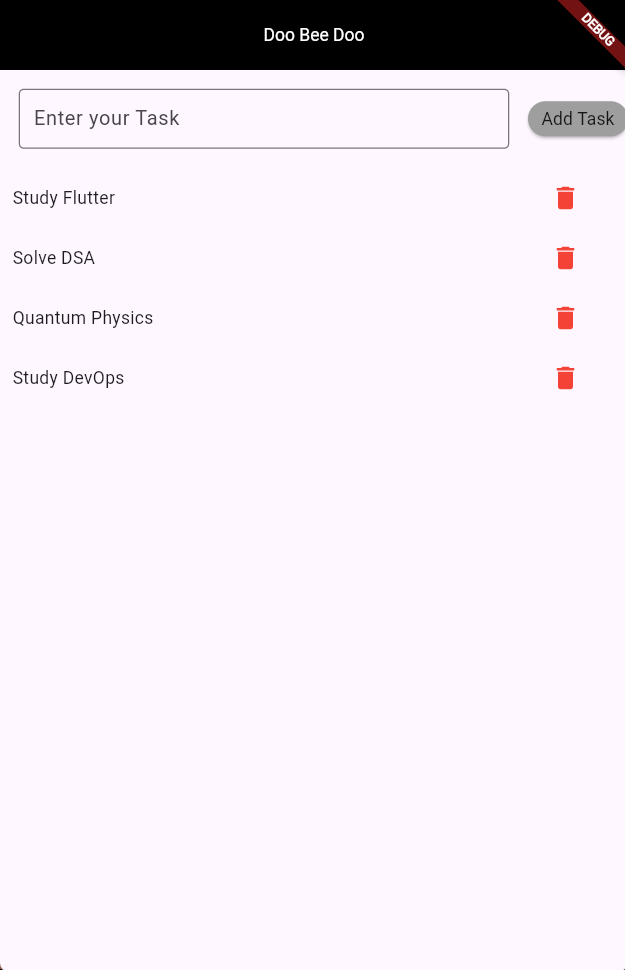 Doo Bee Doo
DEBUG
Enter your Task
Add Task
Study Flutter
Solve DSA
Quantum Physics
Study DevOps